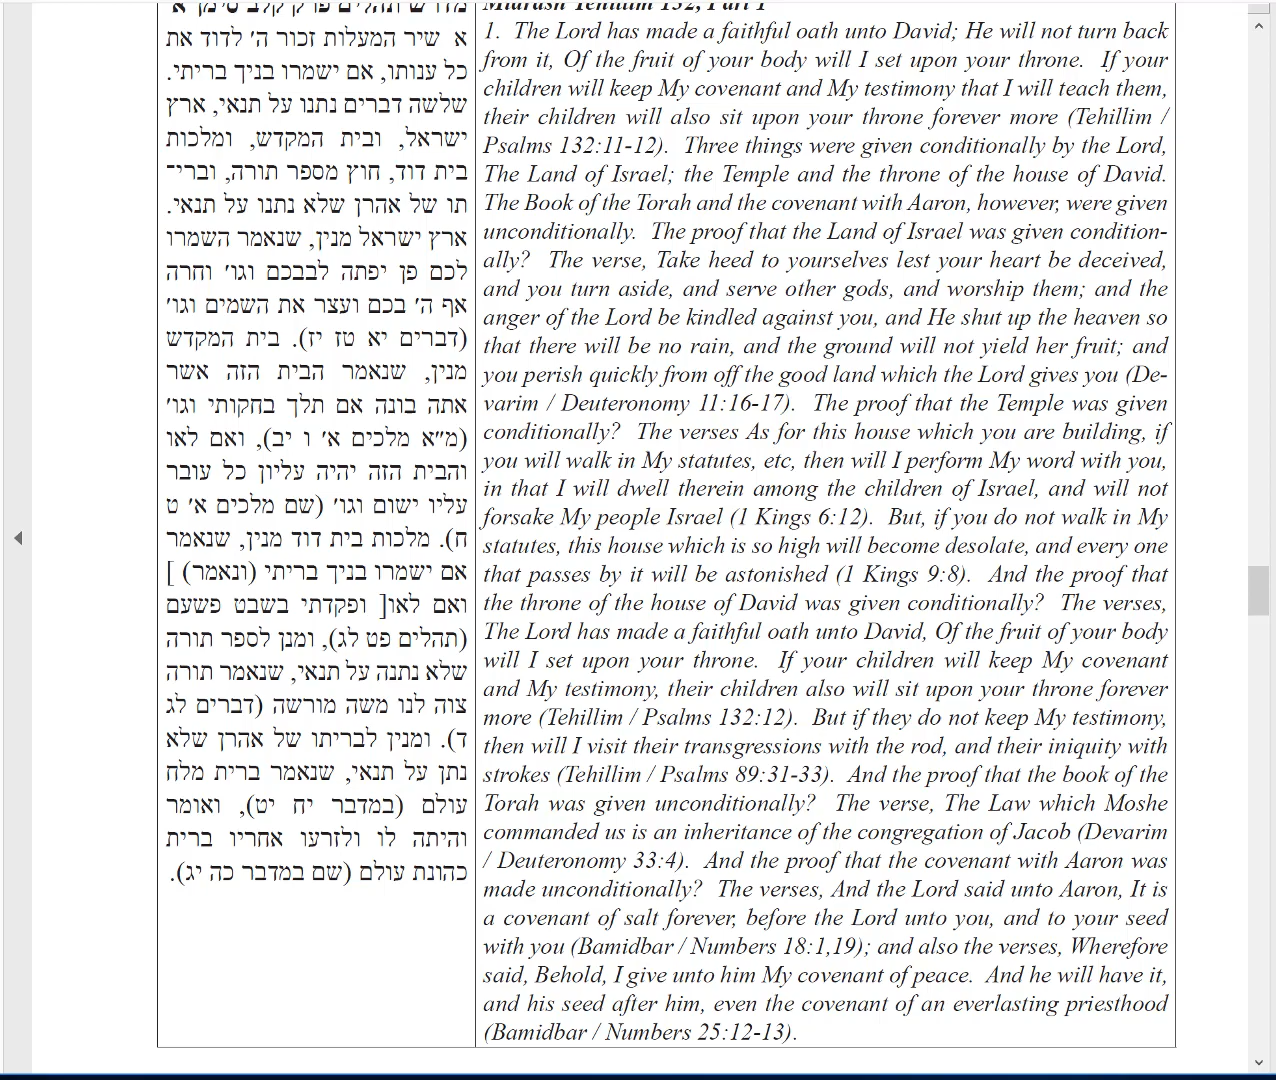 מדרש תהלים פרק קלב סימן א
א שיר המעלות זכור ה׳ לדוד את
כל ענותו, אם ישמרו בניך בריתי.
שלשה דברים נתנו על תנאי, ארץ
ישראל, ובית המקדש, ומלכות
בית דוד, חוץ מספר תורה, וברי־
תו של אהרן שלא נתנו על תנאי.
ארץ ישראל מנין, שנאמר השמרו
לכם פן יפתה לבבכם וגו׳ וחרה
אף ה׳ בכם ועצר את השמים וגו׳
(דברים יא טז יז). בית המקדש
מנין, שנאמר הבית הזה אשר
אתה בונה אם תלך בחקותי וגו׳
(מ״א מלכים א׳ ו יב), ואם לאו
והבית הזה יהיה עליון כל עובר
עליו ישום וגו׳ (שם מלכים א׳ ט
ח). מלכות בית דוד מנין, שנאמר
אם ישמרו בניך בריתי (ונאמר) [
ואם לאו] ופקדתי בשבט פשעם
(תהלים פט לג), ומנן לספר תורה
שלא נתנה על תנאי, שנאמר תורה
צוה לנו משה מורשה (דברים לג
ד). ומנין לבריתו של אהרן שלא
נתן על תנאי, שנאמר ברית מלח
עולם (במדבר יח יט), ואומר
והיתה לו ולזרעו אחריו ברית
כהונת עולם (שם במדבר כה יג).
Midrash Tehillim 132, Part 1
1. The Lord has made a faithful oath unto David; He will not turn back
from it, Of the fruit of your body will I set upon your throne. If your
children will keep My covenant and My testimony that I will teach them,
their children will also sit upon your throne forever more (Tehillim /
Psalms 132:11-12). Three things were given conditionally by the Lord,
The Land of Israel; the Temple and the throne of the house of David.
The Book of the Torah and the covenant with Aaron, however, were given
unconditionally. The proof that the Land of Israel was given condition-
ally? The verse, Take heed to yourselves lest your heart be deceived,
and you turn aside, and serve other gods, and worship them; and the
anger of the Lord be kindled against you, and He shut up the heaven so
that there will be no rain, and the ground will not yield her fruit; and
you perish quickly from off the good land which the Lord gives you (De-
varim / Deuteronomy 11:16-17). The proof that the Temple was given
conditionally? The verses As for this house which you are building, if
you will walk in My statutes, etc, then will I perform My word with you,
in that I will dwell therein among the children of Israel, and will not
forsake My people Israel (1 Kings 6:12). But, if you do not walk in My
statutes, this house which is so high will become desolate, and every one
that passes by it will be astonished (1 Kings 9:8). And the proof that
the throne of the house of David was given conditionally? The verses,
The Lord has made a faithful oath unto David, Of the fruit of your body
will I set upon your throne. If your children will keep My covenant
and My testimony, their children also will sit upon your throne forever
more (Tehillim / Psalms 132:12). But if they do not keep My testimony,
then will I visit their transgressions with the rod, and their iniquity with
strokes (Tehillim / Psalms 89:31-33). And the proof that the book of the
Torah was given unconditionally? The verse, The Law which Moshe
commanded us is an inheritance of the congregation of Jacob (Devarim
/ Deuteronomy 33:4). And the proof that the covenant with Aaron was
made unconditionally? The verses, And the Lord said unto Aaron, It is
a covenant of salt forever, before the Lord unto you, and to your seed
with you (Bamidbar / Numbers 18:1,19); and also the verses, Wherefore
said, Behold, I give unto him My covenant of peace. And he will have it,
and his seed after him, even the covenant of an everlasting priesthood
(Bamidbar / Numbers 25:12-13).